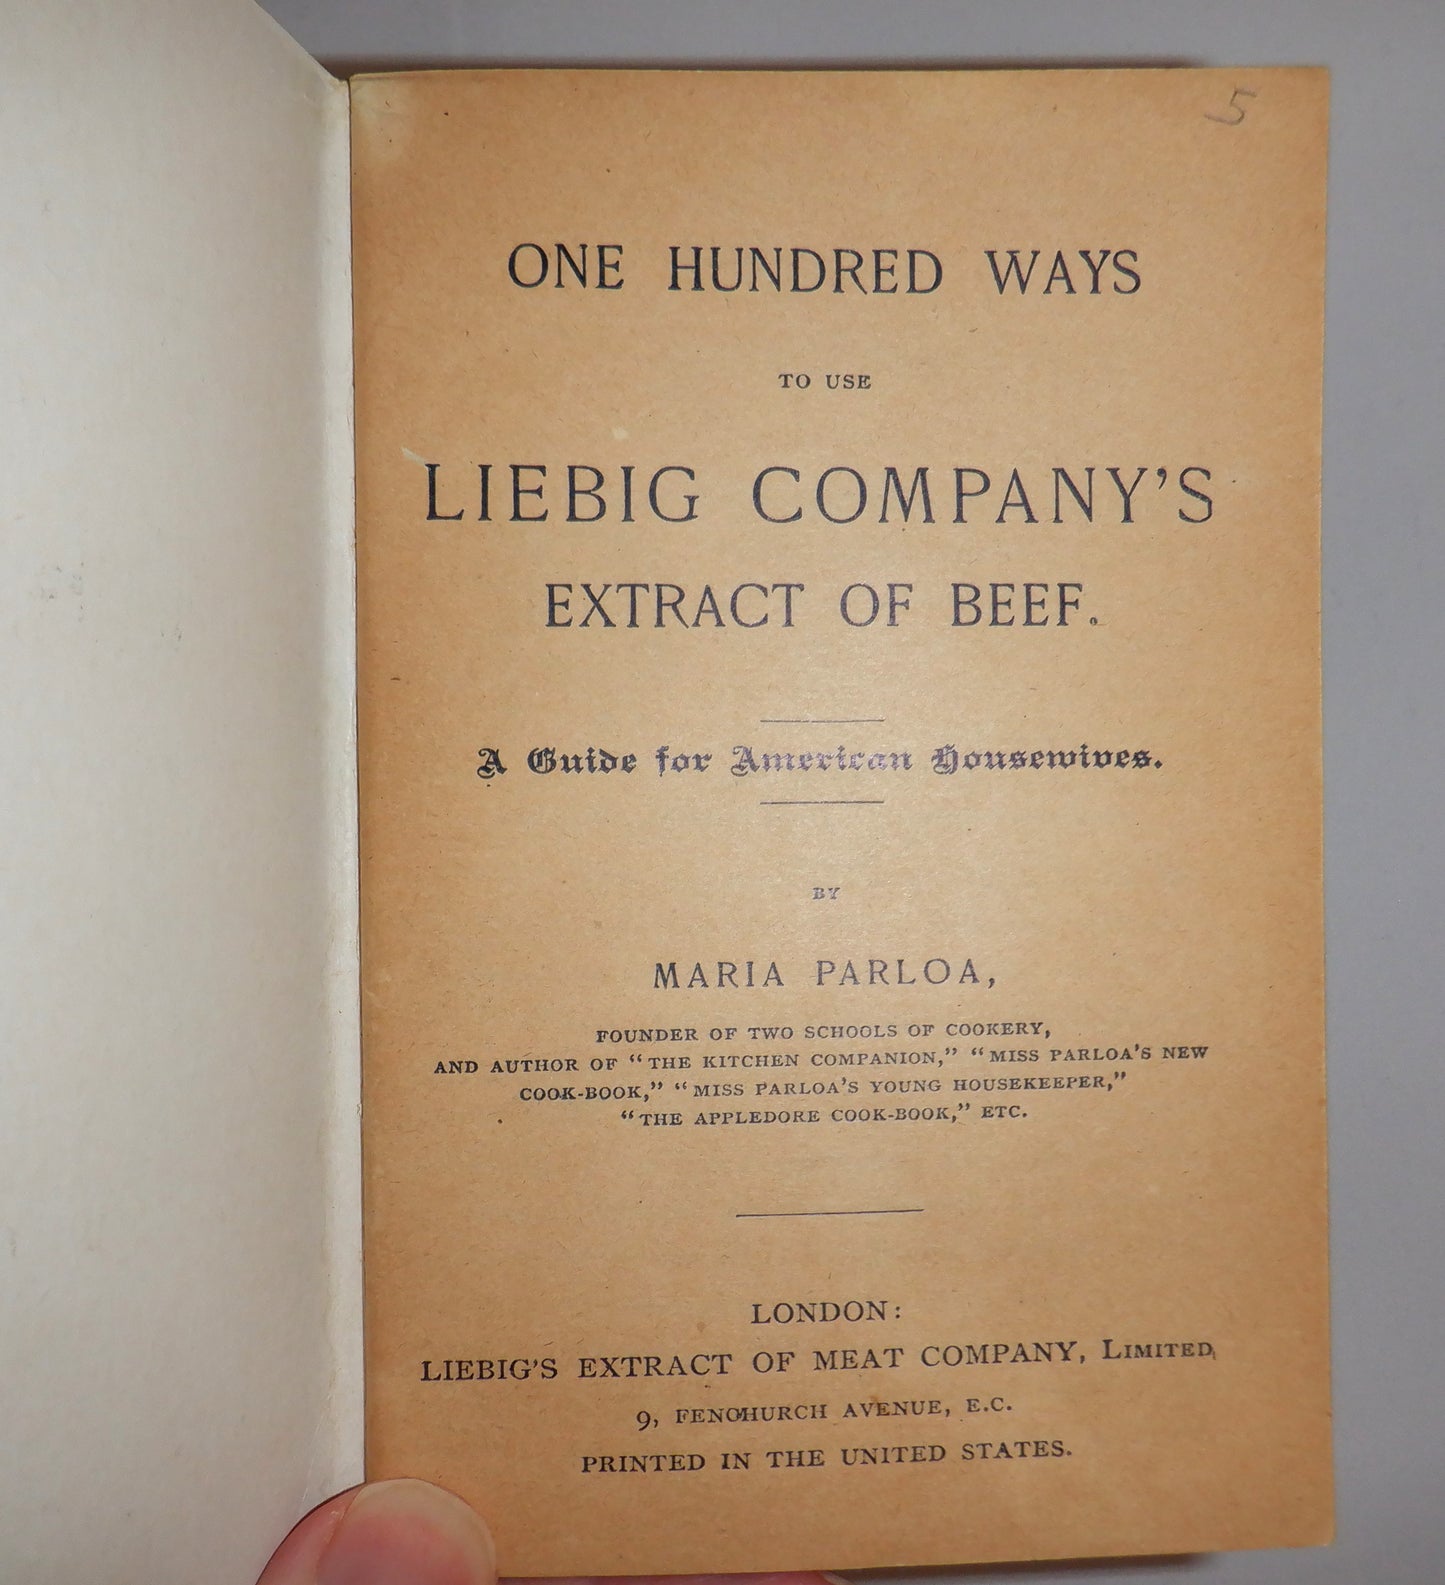 5
ONE HUNDRED WAYS
TO USE
LIEBIG COMPANY'S
EXTRACT OF BEEF.
A Guide for American Housewives.
BY
MARIA PARLOA,
FOUNDER OF TWO SCHOOLS OF COOKERY,
AND AUTHOR OF "THE KITCHEN COMPANION," "MISS PARLOA'S NEW
COOK-BOOK," "MISS PARLOA'S YOUNG HOUSEKEEPER,"
"THE APPLEDORE COOK-BOOK," ETC.
LONDON:
LIEBIG'S EXTRACT OF MEAT COMPANY, LIMITED,
9, FENCHURCH AVENUE, E.C.
PRINTED IN THE UNITED STATES.